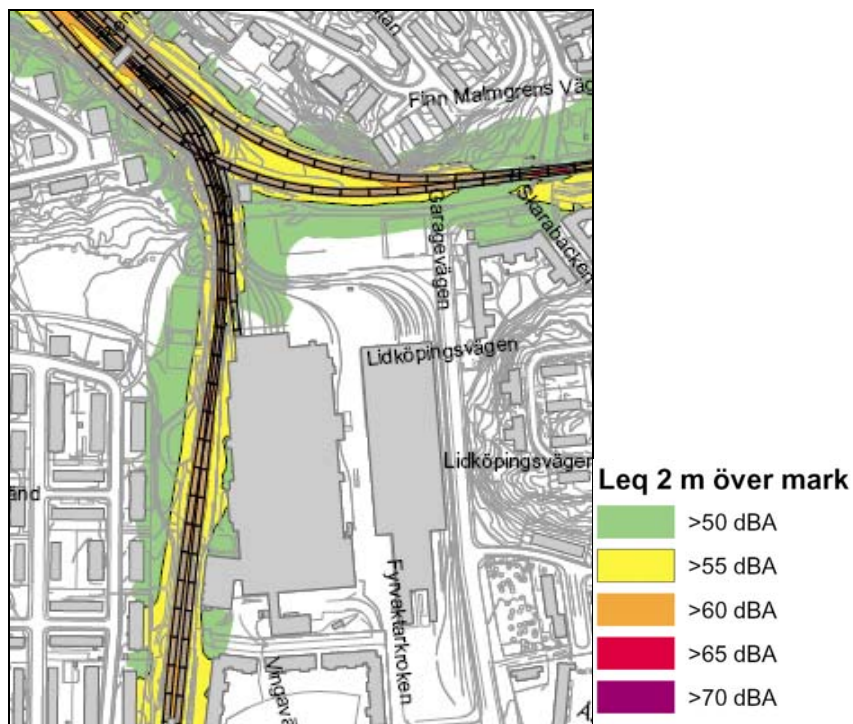 Finn Malmgrens Väg
Skarabacken
Garagevägen
Lidköpingsvägen
Lidköpingsvägen
Fyrvaktarkroken
Leq 2 m över mark
>50 dBA
>55 dBA
>60 dBA
>65 dBA
>70 dBA